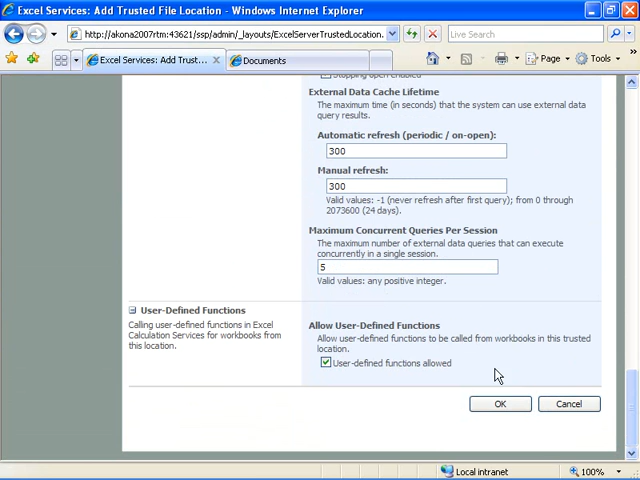 Excel Services: Add Trusted File Location - Windows Internet Explorer
http://akona2007rtm:43621/ssp/admin/_layouts/ExcelServerTrustedLocation.
Live Search
Excel Services: Add Trust...
Documents
Page
Tools
External Data Cache Lifetime
The maximum time (in seconds) that the system can use external data
query results.
Automatic refresh (periodic / on-open):
300
Manual refresh:
300
Valid values: -1 (never refresh after first query); from 0 through
2073600 (24 days).
Maximum Concurrent Queries Per Session
The maximum number of external data queries that can execute
concurrently in a single session.
5
Valid values: any positive integer.
User-Defined Functions
Calling user-defined functions in Excel
Calculation Services for workbooks from
this location.
Allow User-Defined Functions
Allow user-defined functions to be called from workbooks in this trusted
location.
User-defined functions allowed
OK
Cancel
Local intranet
100%